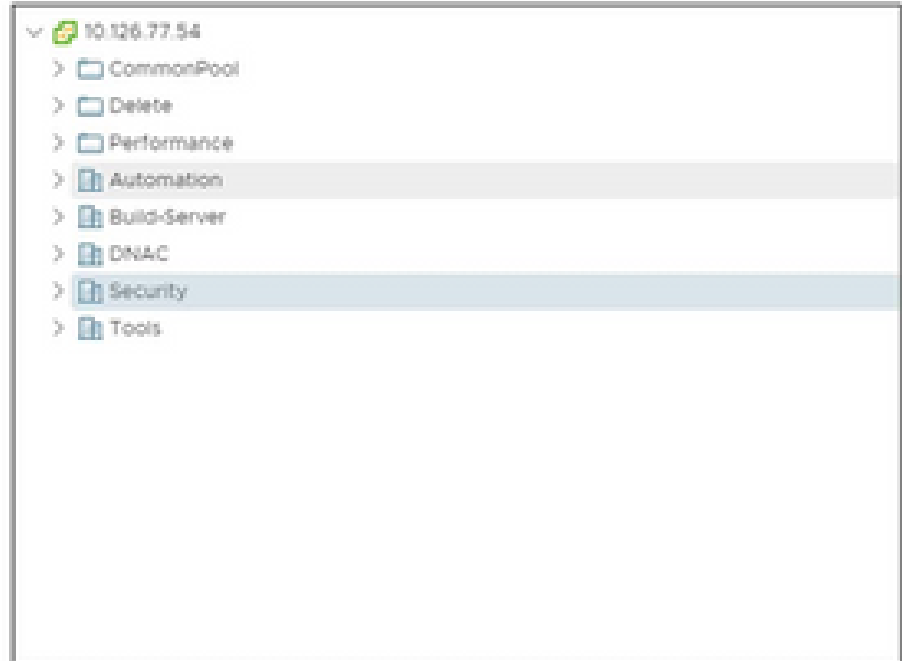 10.126.77.54
CommonPool
Delete
Performance
Automation
Build-Server
DNAC
Security
Tools